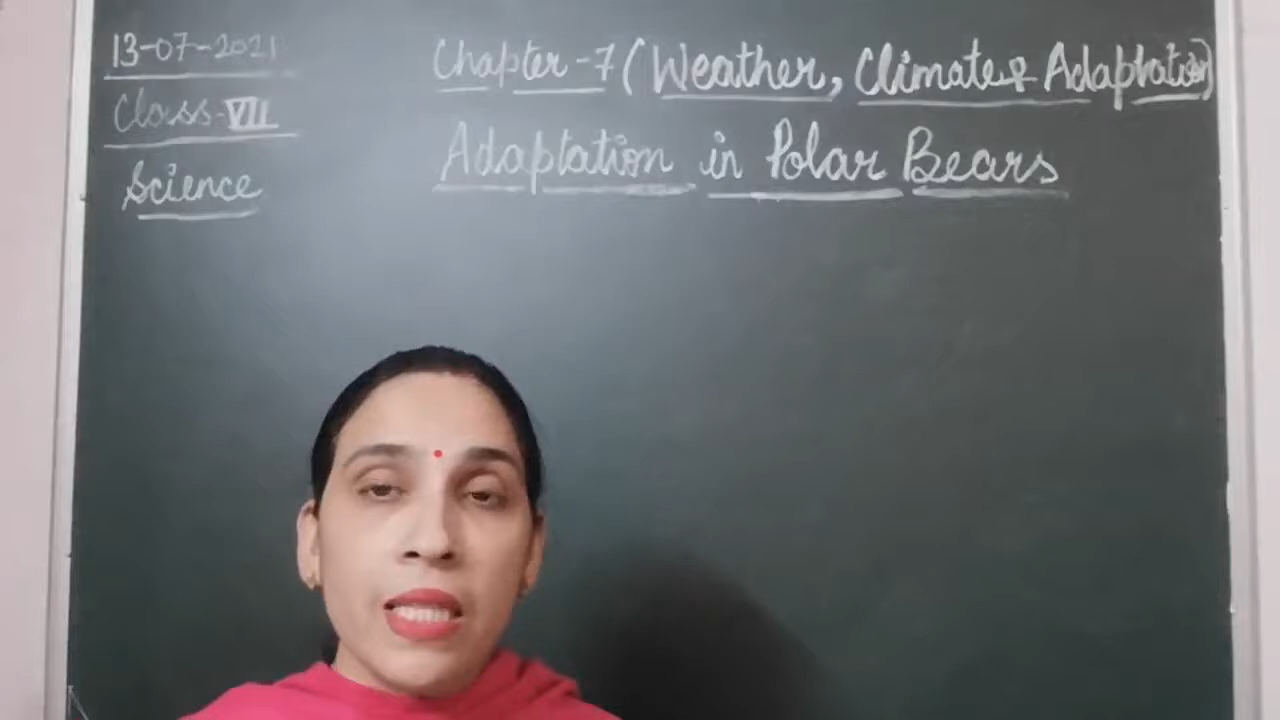 13-07-2021
Class-VII
Science
Chapter-7 (Weather, Climate & Adaptation)
Adaptation in Polar Bears